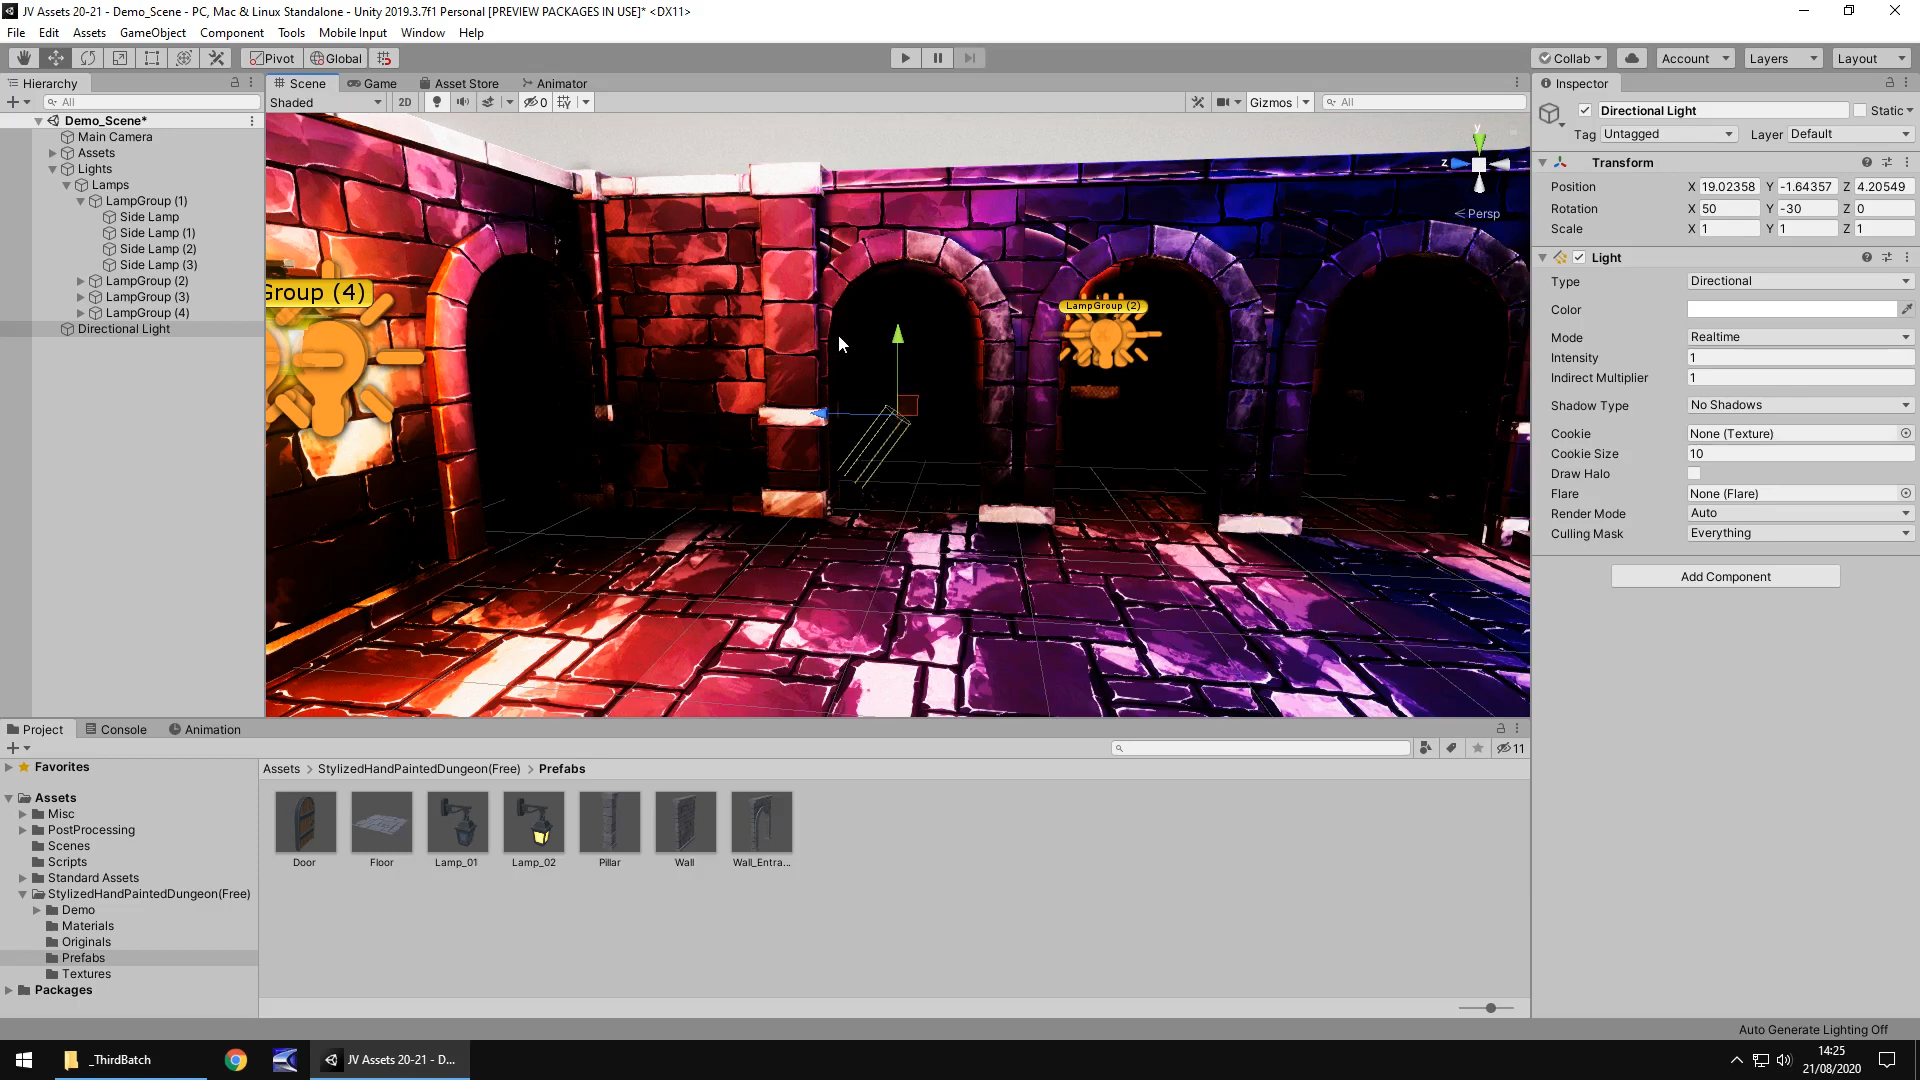 JV Assets 20-21 - Demo_Scene - PC, Mac & Linux Standalone - Unity 2019.3.7f1 Personal [PREVIEW PACKAGES IN USE]* <DX11>
File Edit Assets GameObject Component Tools Mobile Input Window Help
Pivot Global Collab Account Layers Layout
Hierarchy Scene Game Asset Store Animator Inspector
All Shaded 2D 0 Gizmos All
Directional Light Static
Demo_Scene*
Main Camera
Assets
Lights
Lamps
LampGroup (1)
Side Lamp
Side Lamp (1)
Side Lamp (2)
Side Lamp (3)
LampGroup (2)
LampGroup (3)
LampGroup (4)
Directional Light
y
z
Persp
Group (4)
LampGroup (2)
Tag Untagged Layer Default
Transform
Position X 19.02358 Y -1.64357 Z 4.20549
Rotation X 50 Y -30 Z 0
Scale X 1 Y 1 Z 1
Light
Type Directional
Color
Mode Realtime
Intensity 1
Indirect Multiplier 1
Shadow Type No Shadows
Cookie None (Texture)
Cookie Size 10
Draw Halo
Flare None (Flare)
Render Mode Auto
Culling Mask Everything
Add Component
Project Console Animation
11
Favorites
Assets
Misc
PostProcessing
Scenes
Scripts
Standard Assets
StylizedHandPaintedDungeon(Free)
Demo
Materials
Originals
Prefabs
Textures
Packages
Assets > StylizedHandPaintedDungeon(Free) > Prefabs
Door Floor Lamp_01 Lamp_02 Pillar Wall Wall_Entra...
Auto Generate Lighting Off
_ThirdBatch JV Assets 20-21 - D...
14:25
21/08/2020